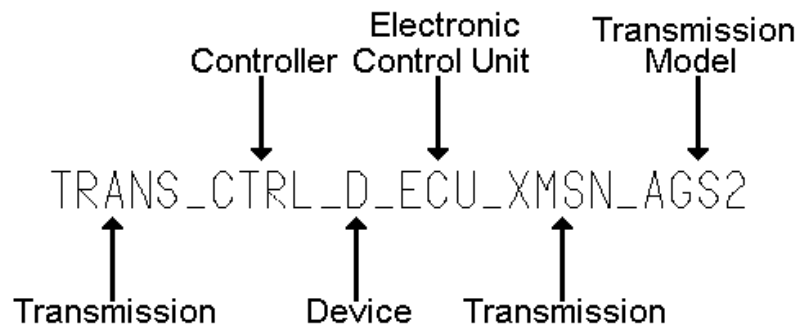 Electronic
Transmission
Controller Control Unit Model
TRANS_CTRL_D_ECU_XMSN_AGS2
Transmission Device Transmission